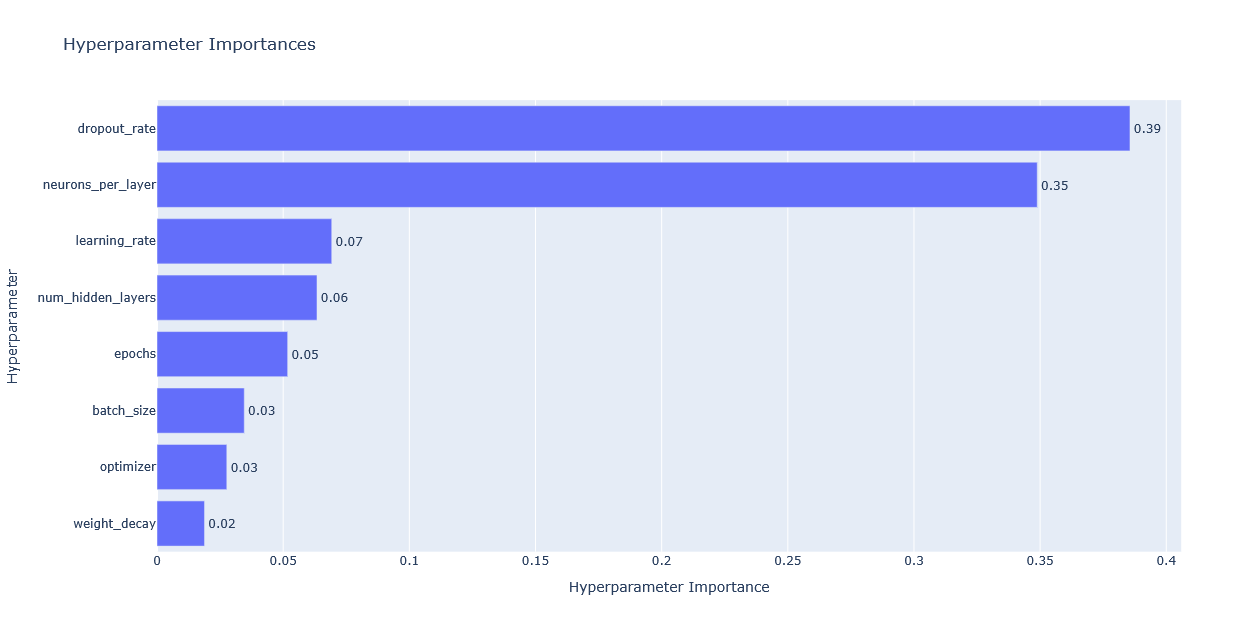 Hyperparameter Importances
Hyperparameter
dropout_rate
0.39
neurons_per_layer
0.35
learning_rate
0.07
num_hidden_layers
0.06
epochs
0.05
batch_size
0.03
optimizer
0.03
weight_decay
0.02
0 0.05 0.1 0.15 0.2 0.25 0.3 0.35 0.4
Hyperparameter Importance